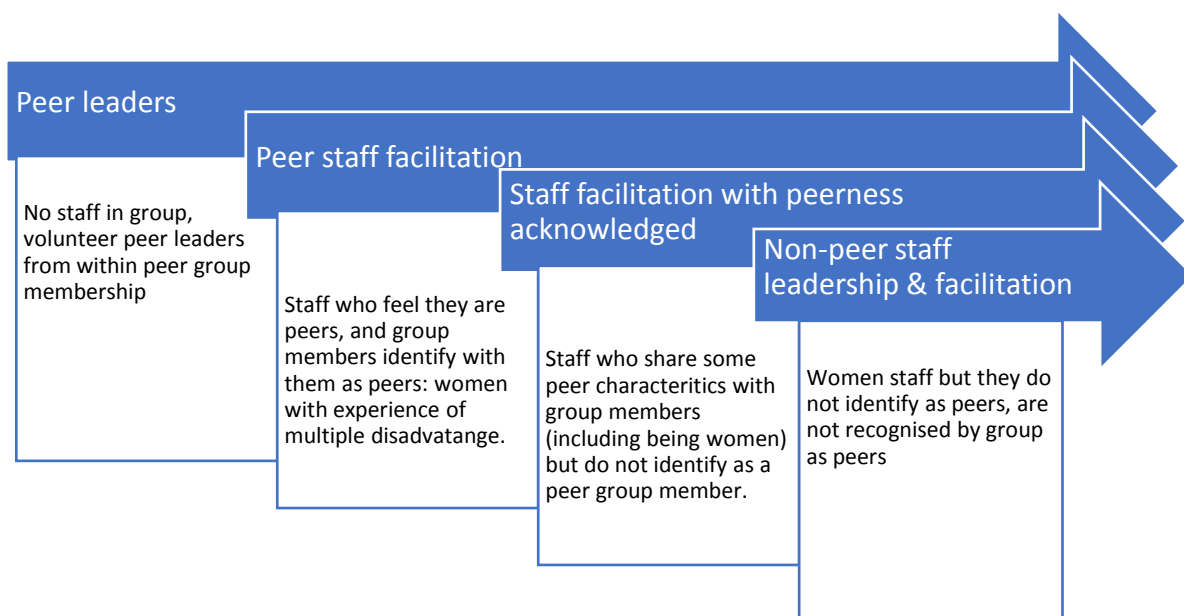 Peer leaders
No staff in group,
volunteer peer leaders
from within peer group
membership
Peer staff facilitation
Staff who feel they are
peers, and group
members identify with
them as peers: women
with experience of
multiple disadvatange.
Staff facilitation with peerness
acknowledged
Staff who share some
peer characteritics with
group members
(including being women)
but do not identify as a
peer group member.
Non-peer staff
leadership & facilitation
Women staff but they do
not identify as peers, are
not recognised by group
as peers